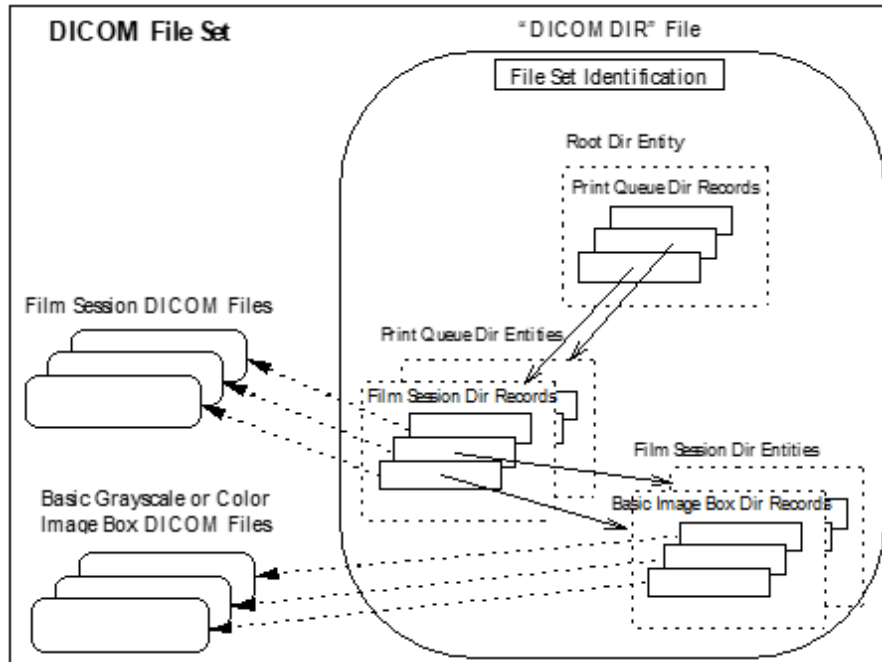 DICOM File Set
"DICOM DIR" File
File Set Identification
Root Dir Entity
Print Queue Dir Records
Film Session DICOM Files
Print Queue Dir Entities
Film Session Dir Records
Film Session Dir Entities
Basic Grayscale or Color
Image Box DICOM Files
Basic Image Box Dir Records